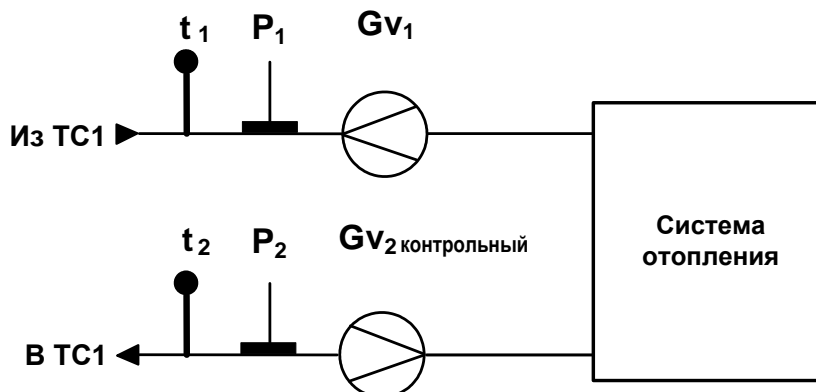 t 1 P1 Gv1
Из ТС1
Система
отопления
t 2 P2 Gv2 контрольный
В ТС1